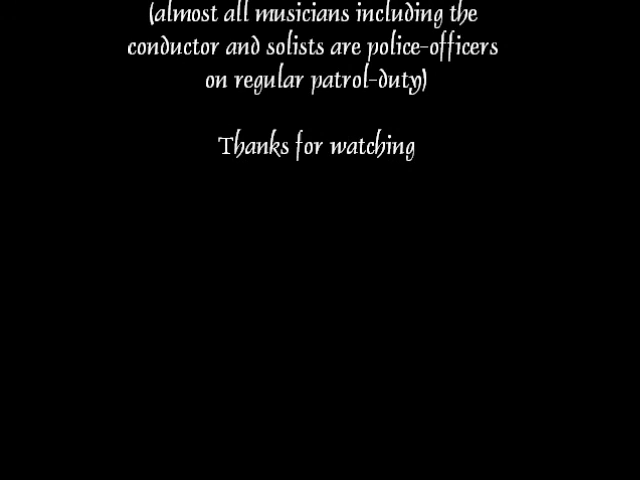 (almost all musicians including the
conductor and solists are police-officers
on regular patrol-duty)
Thanks for watching